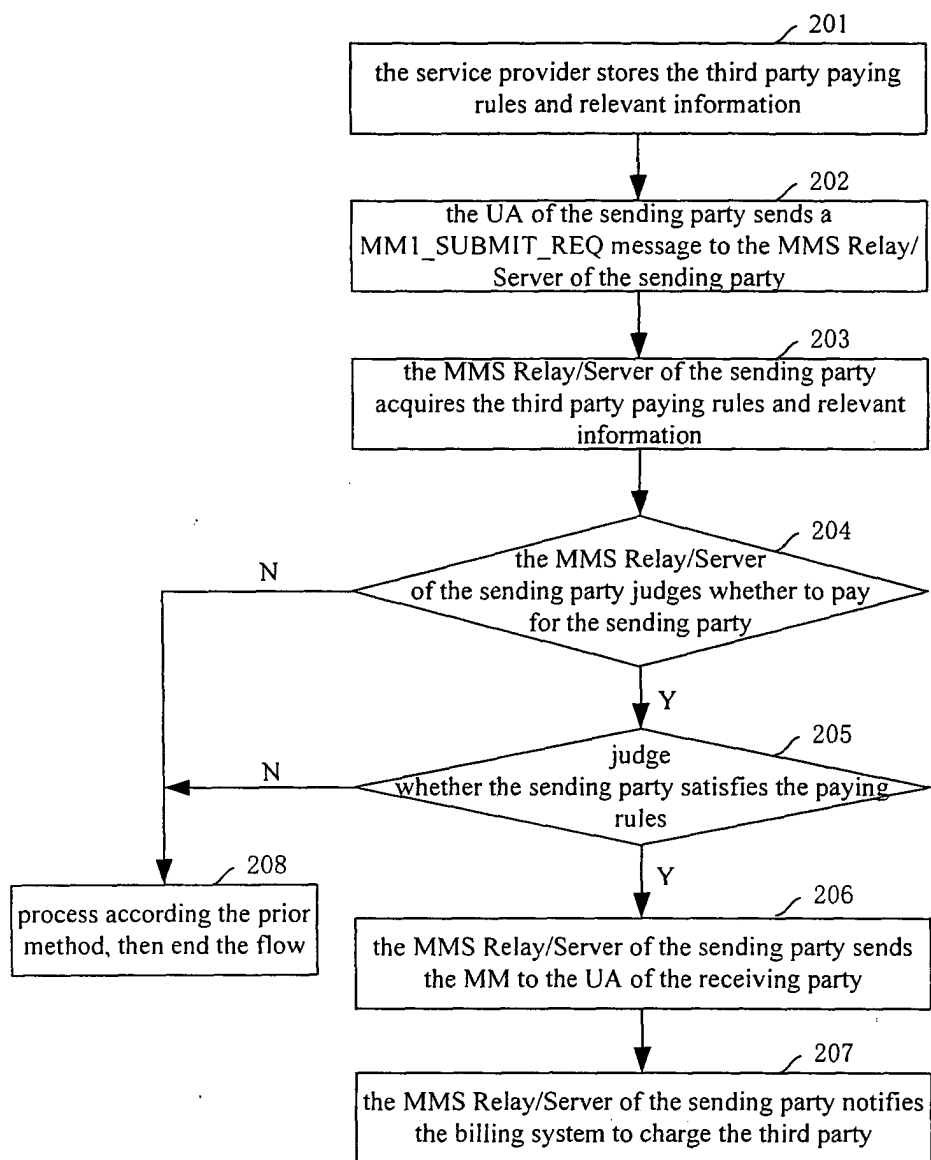 201
the service provider stores the third party paying
rules and relevant information
202
the UA of the sending party sends a
MM1_SUBMIT_REQ message to the MMS Relay/
Server of the sending party
203
the MMS Relay/Server of the sending party
acquires the third party paying rules and relevant
information
204
the MMS Relay/Server
of the sending party judges whether to pay
for the sending party
N
Y
205
judge
whether the sending party satisfies the paying
rules
N
Y
208
process according the prior
method, then end the flow
206
the MMS Relay/Server of the sending party sends
the MM to the UA of the receiving party
207
the MMS Relay/Server of the sending party notifies
the billing system to charge the third party